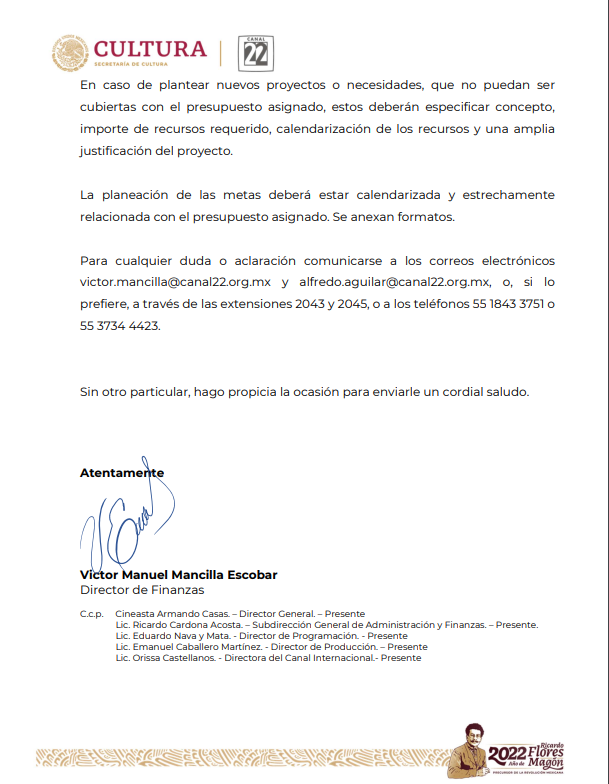 CULTURA
SECRETARÍA DE CULTURA
CANAL
22
En caso de plantear nuevos proyectos o necesidades, que no puedan ser
cubiertas con el presupuesto asignado, estos deberán especificar concepto,
importe de recursos requerido, calendarización de los recursos y una amplia
justificación del proyecto.
La planeación de las metas deberá estar calendarizada y estrechamente
relacionada con el presupuesto asignado. Se anexan formatos.
Para cualquier duda o aclaración comunicarse a los correos electrónicos
victor.mancilla@canal22.org.mx y alfredo.aguilar@canal22.org.mx, o, si lo
prefiere, a través de las extensiones 2043 y 2045, o a los teléfonos 55 1843 3751 o
55 3734 4423.
Sin otro particular, hago propicia la ocasión para enviarle un cordial saludo.
Atentamente
Victor Manuel Mancilla Escobar
Director de Finanzas
C.c.p. Cineasta Armando Casas. – Director General. – Presente
Lic. Ricardo Cardona Acosta. – Subdirección General de Administración y Finanzas. – Presente.
Lic. Eduardo Nava y Mata. - Director de Programación. - Presente
Lic. Emanuel Caballero Martínez. - Director de Producción. – Presente
Lic. Orissa Castellanos. - Directora del Canal Internacional.- Presente
2022 Ricardo Flores
Año de Magón
PRECURSOR DE LA REVOLUCIÓN MEXICANA